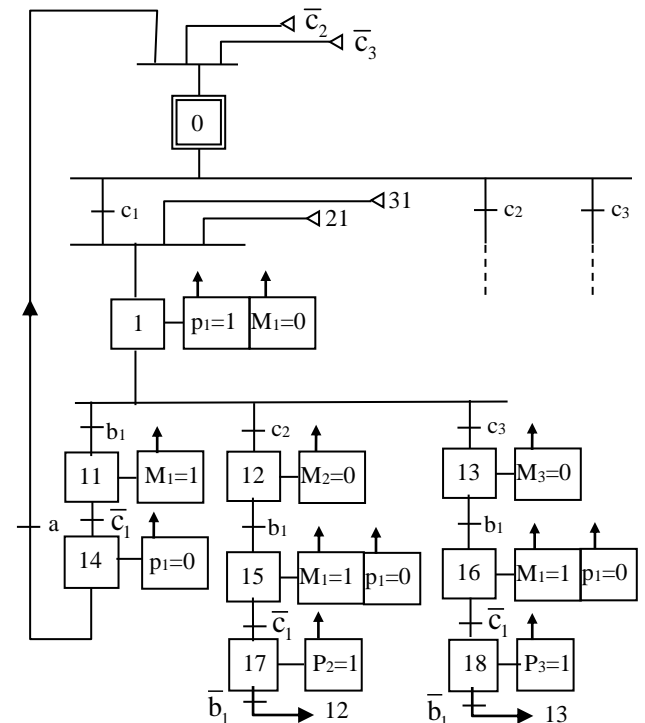 c̅₂
c̅₃
0
c₁ c₂ c₃
31
21
1 p₁=1 M₁=0
b₁ c₂ c₃
11 M₁=1 12 M₂=0 13 M₃=0
a c̅₁ b₁ b₁
14 p₁=0 15 M₁=1 p₁=0 16 M₁=1 p₁=0
c̅₁ c̅₁
17 P₂=1 18 P₃=1
b̅₁ 12 b̅₁ 13